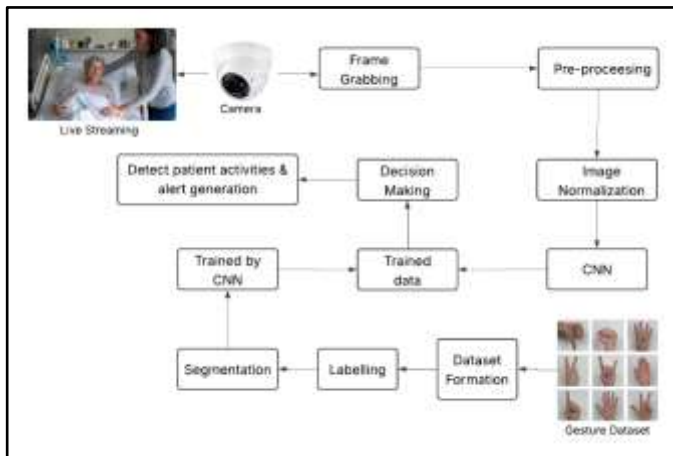 Frame
Grabbing
Pre-proceesing
Camera
Live Streaming
Detect patient activities &
alert generation
Decision
Making
Image
Normalization
Trained by
CNN
Trained
data
CNN
Segmentation
Labelling
Dataset
Formation
Gesture Dataset